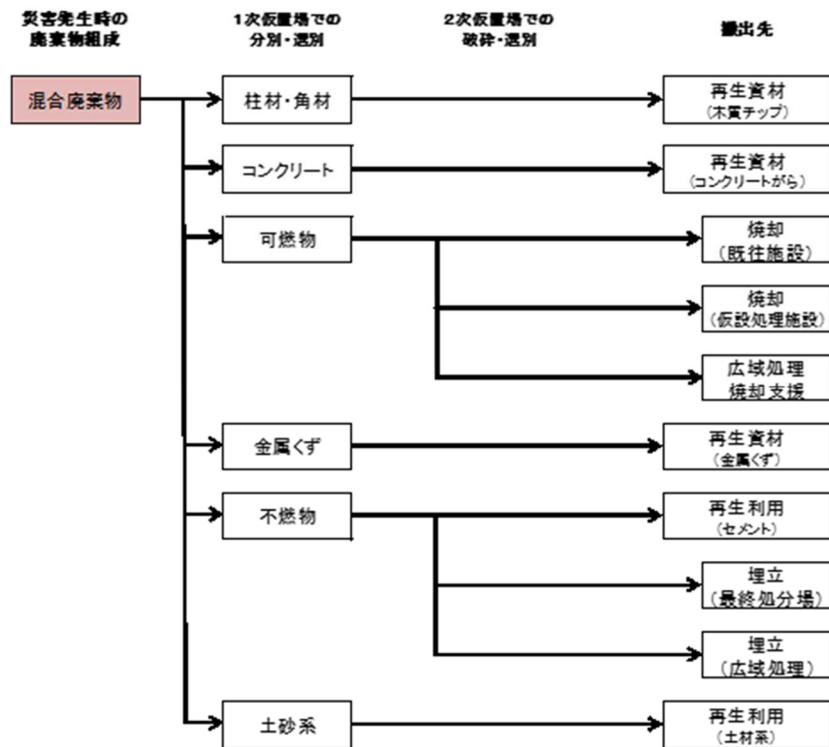 災害発生時の
廃棄物組成
1次仮置場での
分別・選別
2次仮置場での
破砕・選別
搬出先
混合廃棄物
柱材・角材
再生資材
(木質チップ)
コンクリート
再生資材
(コンクリートがら)
可燃物
焼却
(既往施設)
焼却
(仮設処理施設)
広域処理
焼却支援
金属くず
再生資材
(金属くず)
不燃物
再生利用
(セメント)
埋立
(最終処分場)
埋立
(広域処理)
土砂系
再生利用
(土材系)